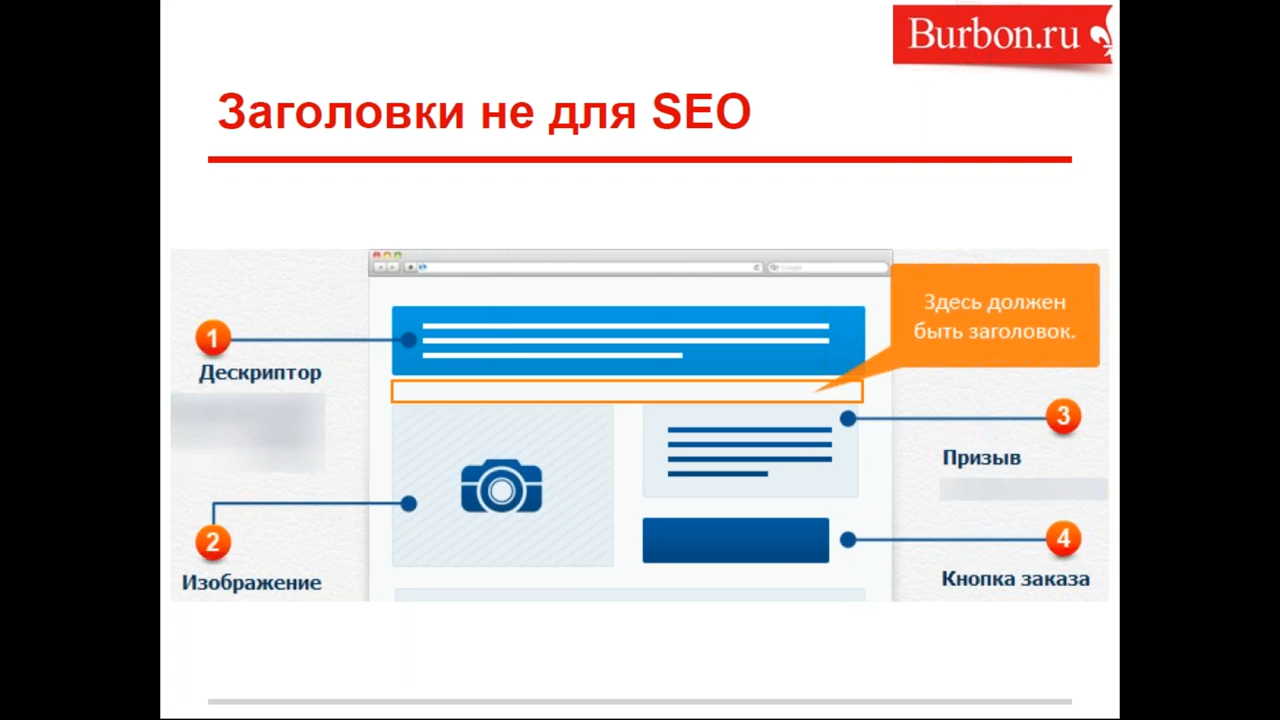 Burbon.ru
Заголовки не для SEO
Google
Здесь должен
быть заголовок.
1
Дескриптор
2
Изображение
3
Призыв
4
Кнопка заказа